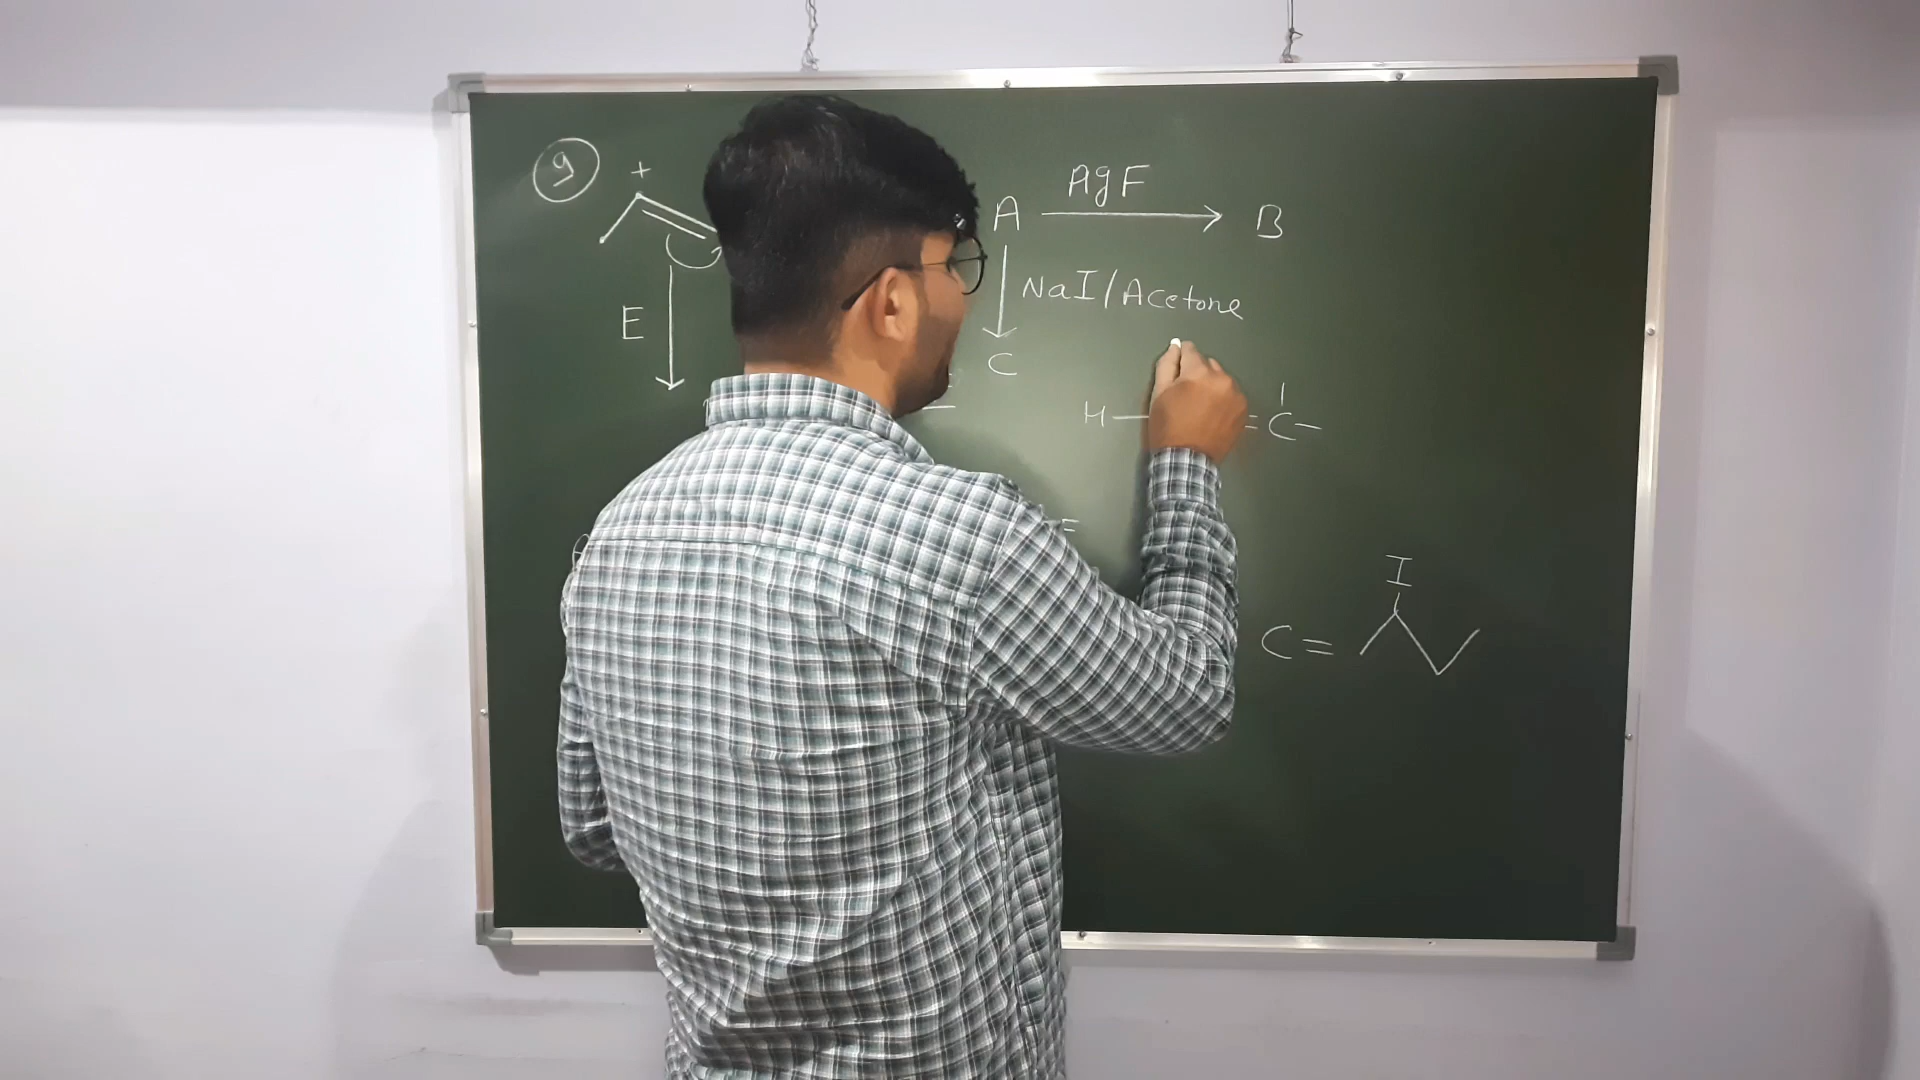 9
+
A AgF B
E NaI/Acetone
C
H = C
=
I
C =